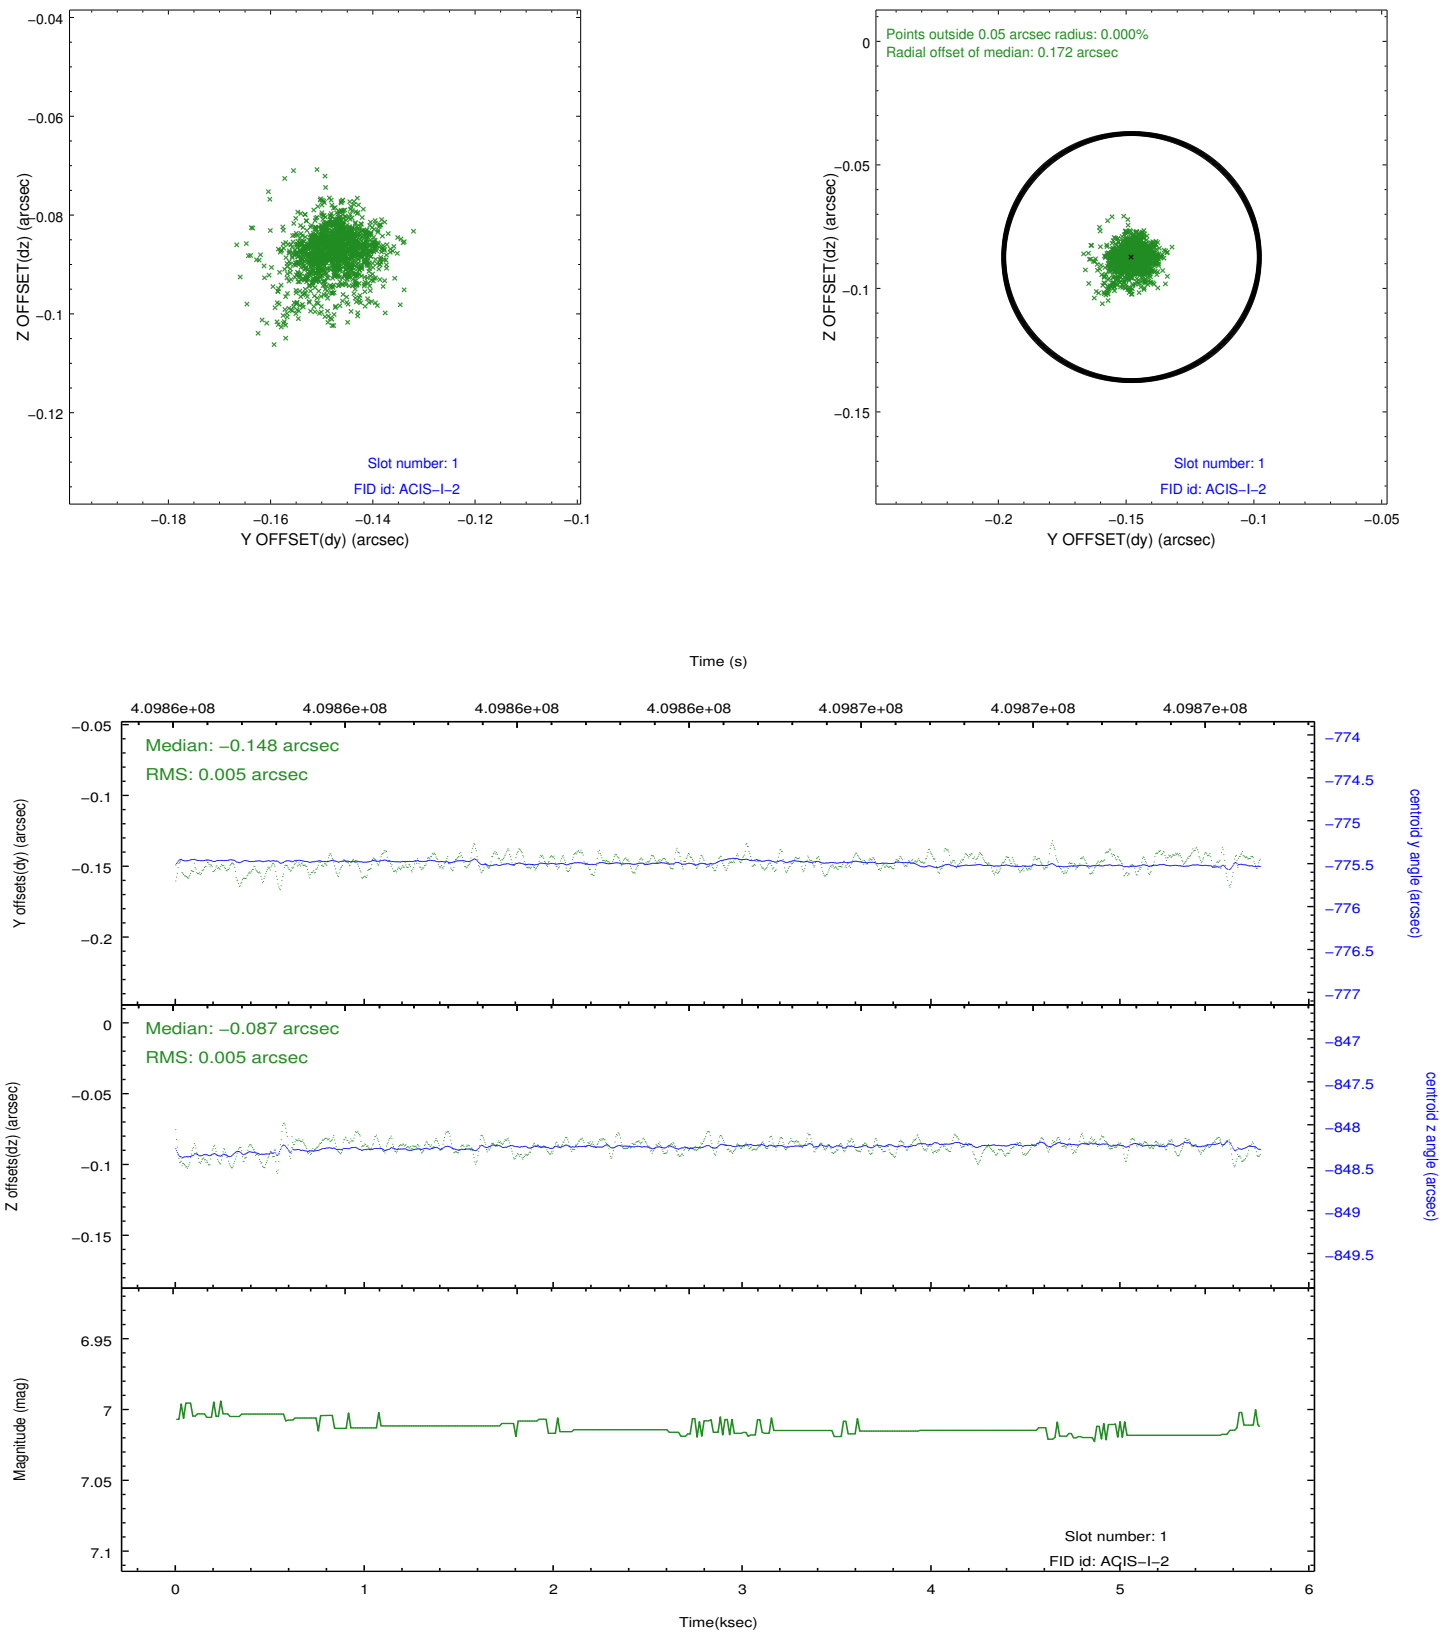 −0.04
−0.06
−0.08
−0.1
−0.12
Z OFFSET(dz) (arcsec)
Slot number: 1
FID id: ACIS−I−2
−0.18
−0.16
−0.14
−0.12
−0.1
Y OFFSET(dy) (arcsec)
Points outside 0.05 arcsec radius: 0.000%
Radial offset of median: 0.172 arcsec
0
−0.05
−0.1
−0.15
Z OFFSET(dz) (arcsec)
Slot number: 1
FID id: ACIS−I−2
−0.2
−0.15
−0.1
−0.05
Y OFFSET(dy) (arcsec)
Time (s)
4.0986e+08
4.0986e+08
4.0986e+08
4.0986e+08
4.0987e+08
4.0987e+08
4.0987e+08
Median: −0.148 arcsec
RMS: 0.005 arcsec
−0.05
−0.1
−0.15
−0.2
Y offsets(dy) (arcsec)
−774
−774.5
−775
−775.5
−776
−776.5
−777
centroid y angle (arcsec)
Median: −0.087 arcsec
RMS: 0.005 arcsec
0
−0.05
−0.1
−0.15
Z offsets(dz) (arcsec)
−847
−847.5
−848
−848.5
−849
−849.5
centroid z angle (arcsec)
6.95
7
7.05
7.1
Magnitude (mag)
Slot number: 1
FID id: ACIS−I−2
0
1
2
3
4
5
6
Time(ksec)